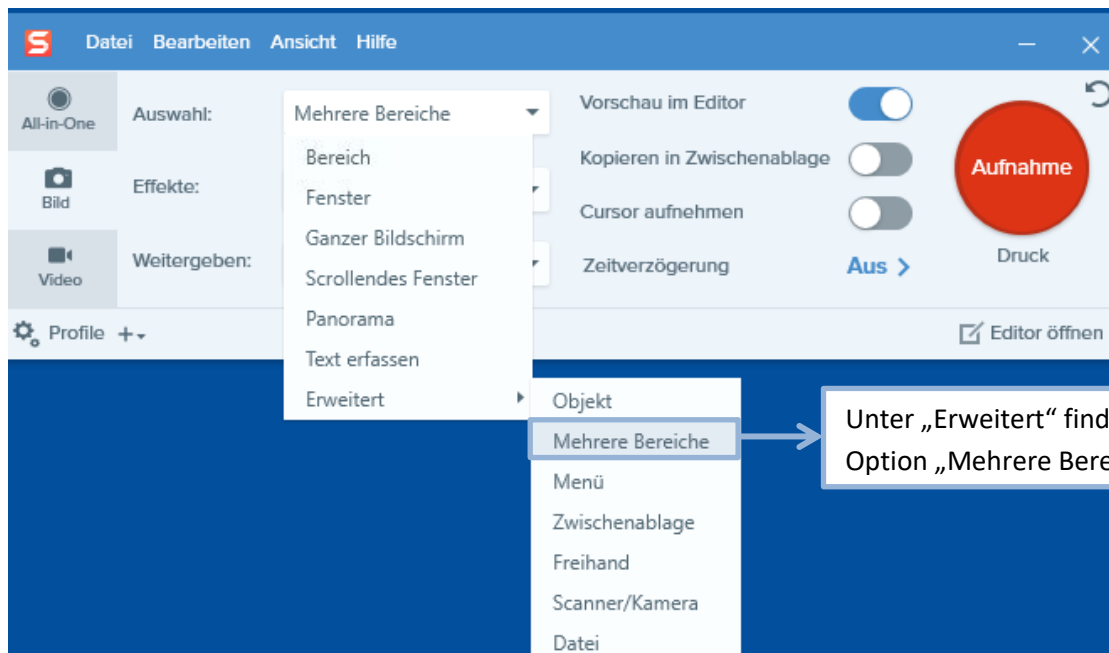 Datei Bearbeiten Ansicht Hilfe
All-in-One
Bild
Video
Auswahl:
Mehrere Bereiche
Effekte:
Weitergeben:
Bereich
Fenster
Ganzer Bildschirm
Scrollendes Fenster
Panorama
Text erfassen
Erweitert
Vorschau im Editor
Kopieren in Zwischenablage
Cursor aufnehmen
Zeitverzögerung
Aus >
Aufnahme
Druck
Profile +
Editor öffnen
Objekt
Mehrere Bereiche
Menü
Zwischenablage
Freihand
Scanner/Kamera
Datei
Unter „Erweitert“ find
Option „Mehrere Bere